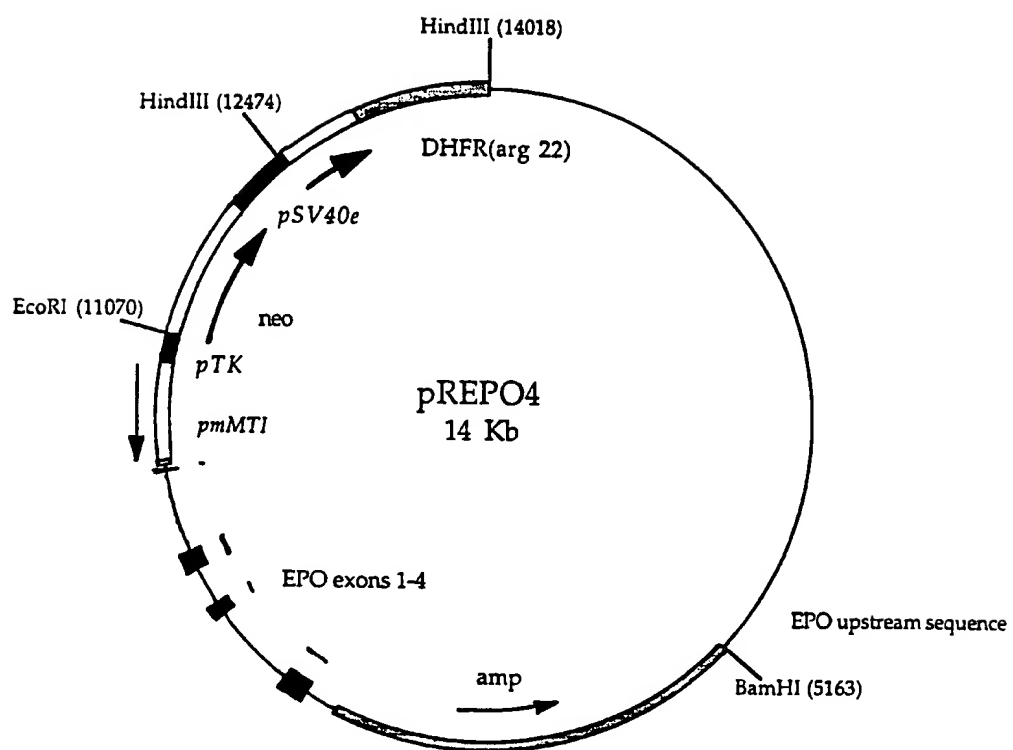 HindIII (14018)
HindIII (12474)
DHFR(arg 22)
pSV40e
EcoRI (11070)
neo
pTK
pREPO4
14 Kb
pmMTI
EPO exons 1-4
EPO upstream sequence
amp
BamHI (5163)